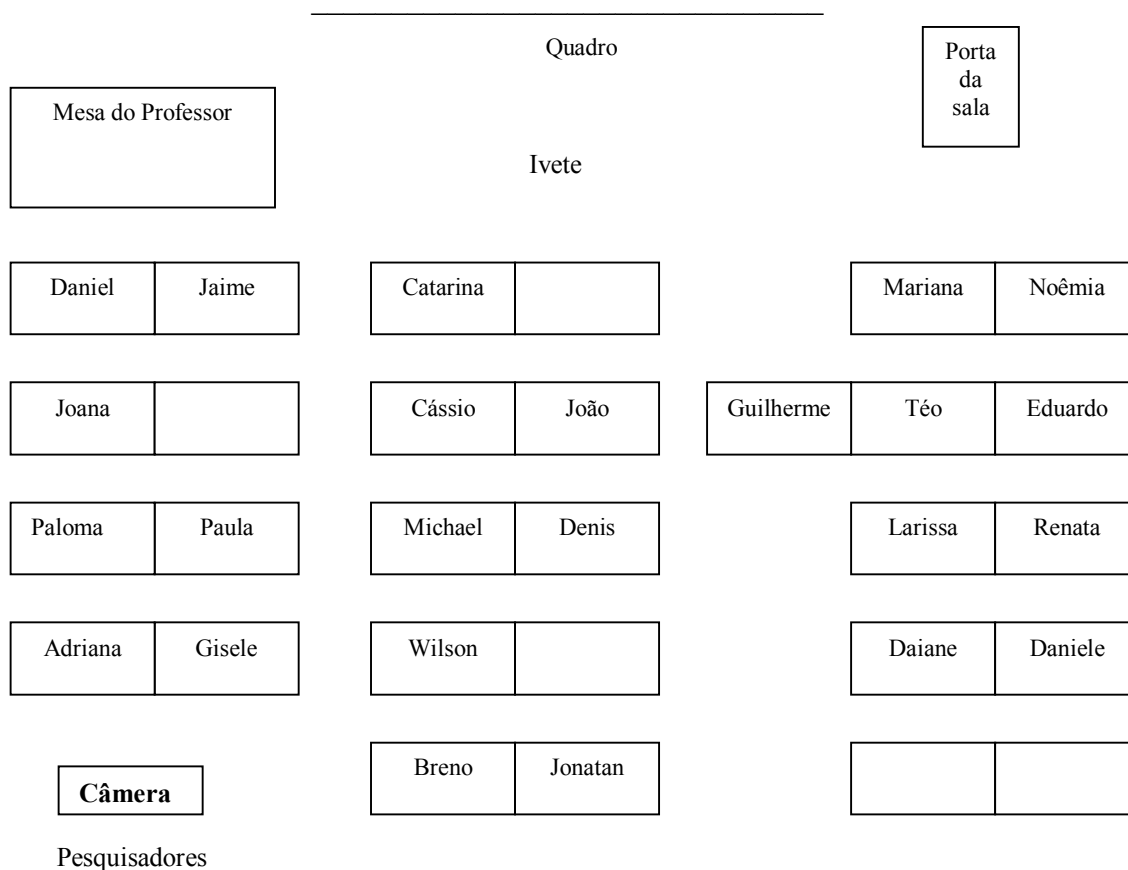 Quadro
Porta
da
sala
Mesa do Professor
Ivete
Daniel Jaime Catarina Mariana Noêmia
Joana Cássio João Guilherme Téo Eduardo
Paloma Paula Michael Denis Larissa Renata
Adriana Gisele Wilson Daiane Daniele
Breno Jonatan
Câmera
Pesquisadores